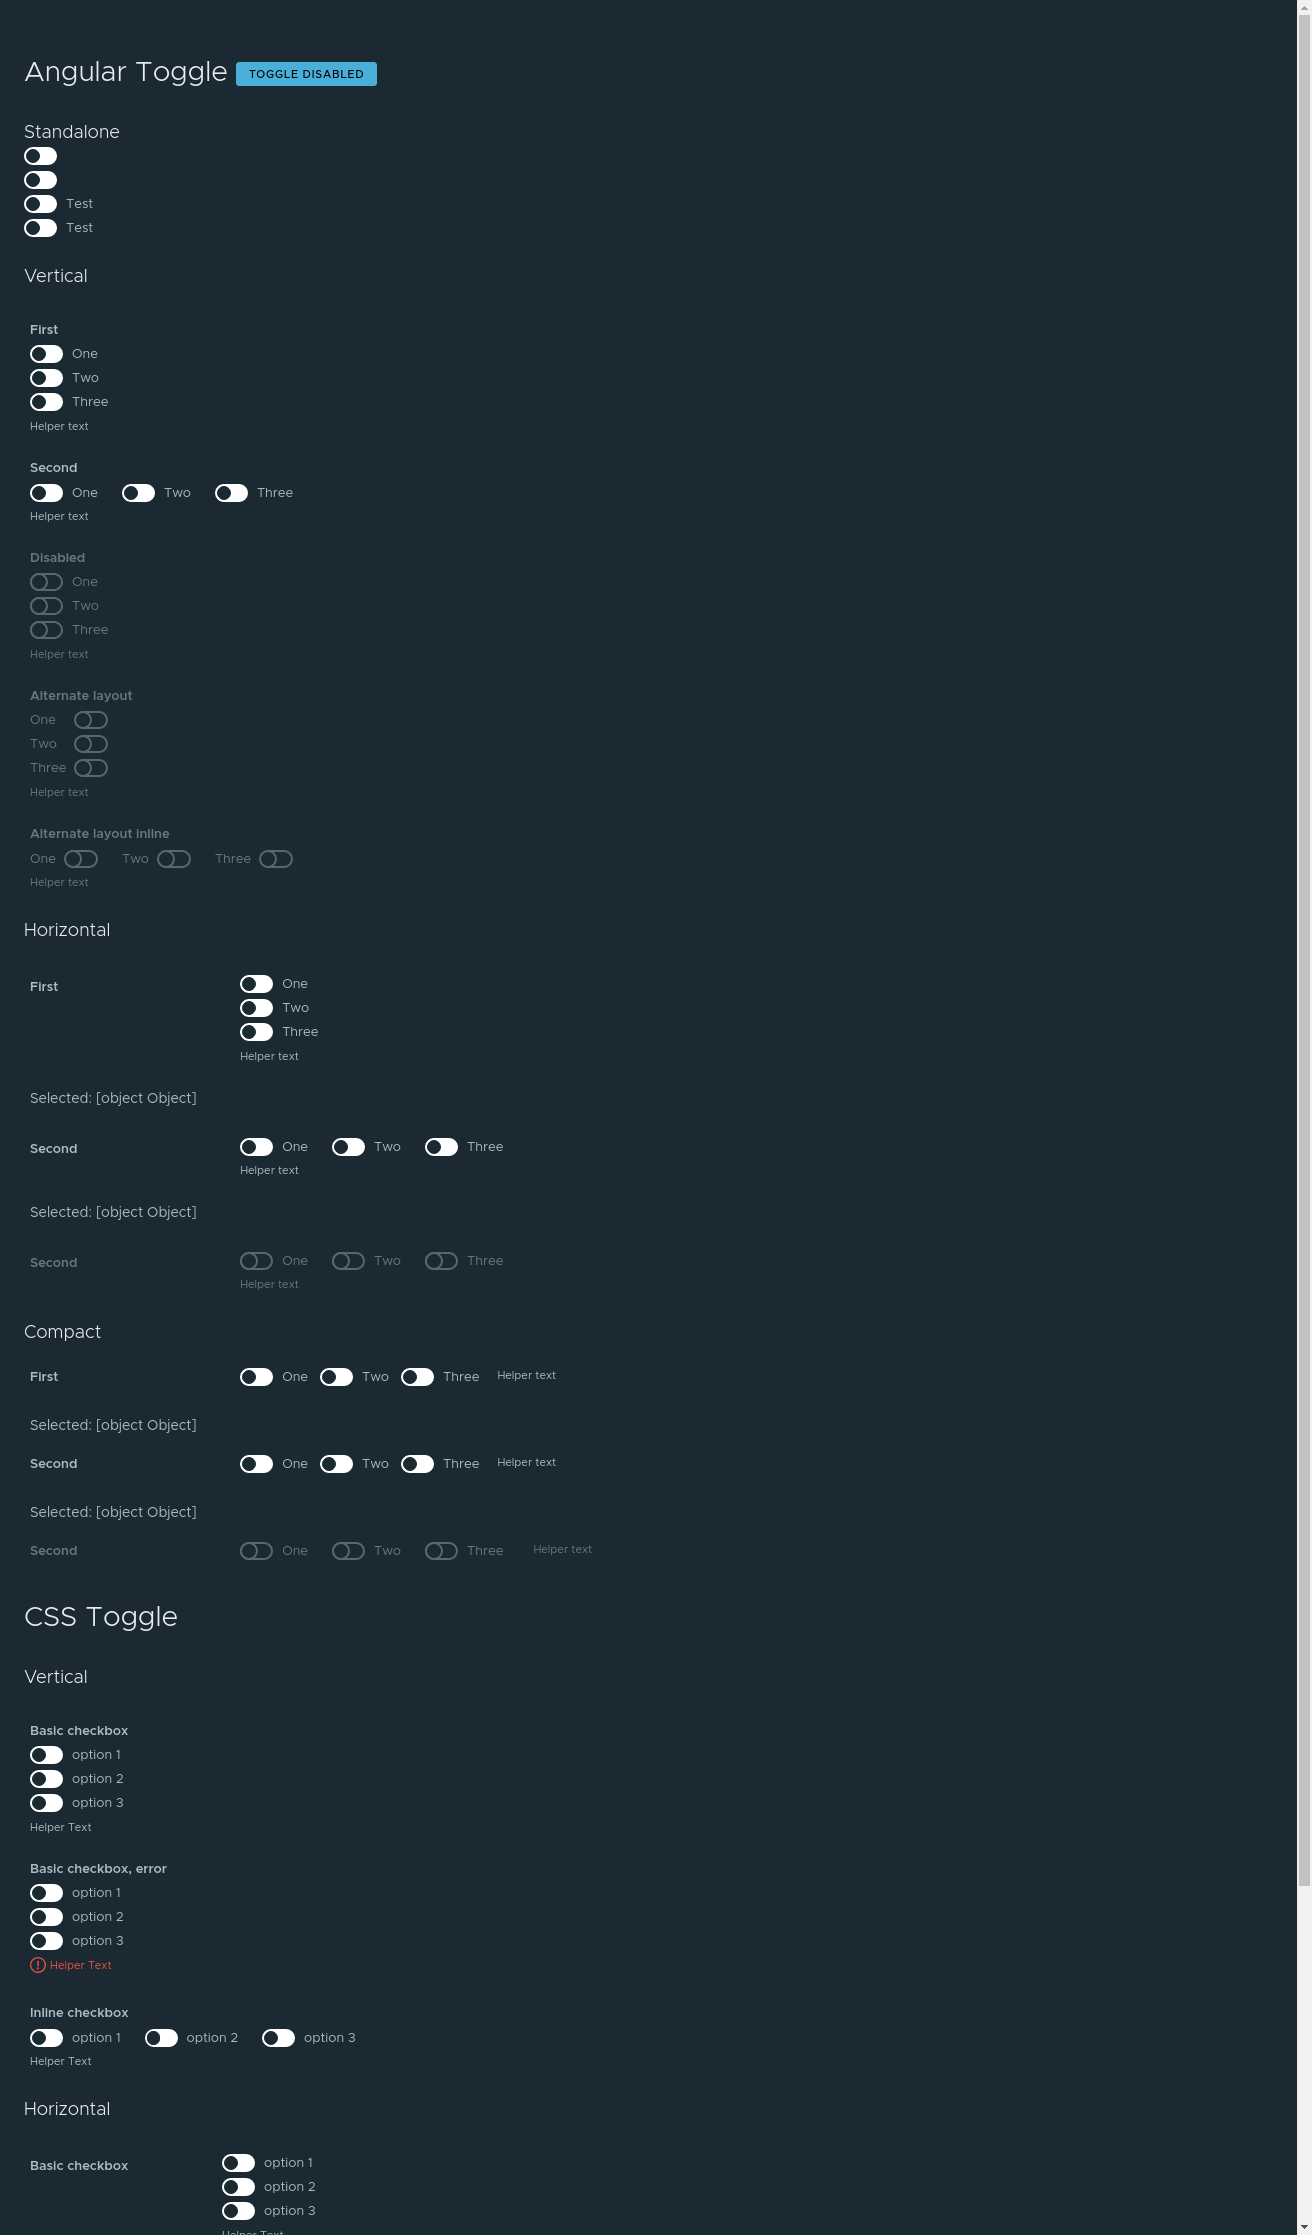 Angular Toggle TOGGLE DISABLED
Standalone
Test
Test
Vertical
First
One
Two
Three
Helper text
Second
One Two Three
Helper text
Disabled
One
Two
Three
Helper text
Alternate layout
One
Two
Three
Helper text
Alternate layout inline
One Two Three
Helper text
Horizontal
First One
Two
Three
Helper text
Selected: [object Object]
Second One Two Three
Helper text
Selected: [object Object]
Second One Two Three
Helper text
Compact
First One Two Three Helper text
Selected: [object Object]
Second One Two Three Helper text
Selected: [object Object]
Second One Two Three Helper text
CSS Toggle
Vertical
Basic checkbox
option 1
option 2
option 3
Helper Text
Basic checkbox, error
option 1
option 2
option 3
Helper Text
Inline checkbox
option 1 option 2 option 3
Helper Text
Horizontal
Basic checkbox option 1
option 2
option 3
Helper Text